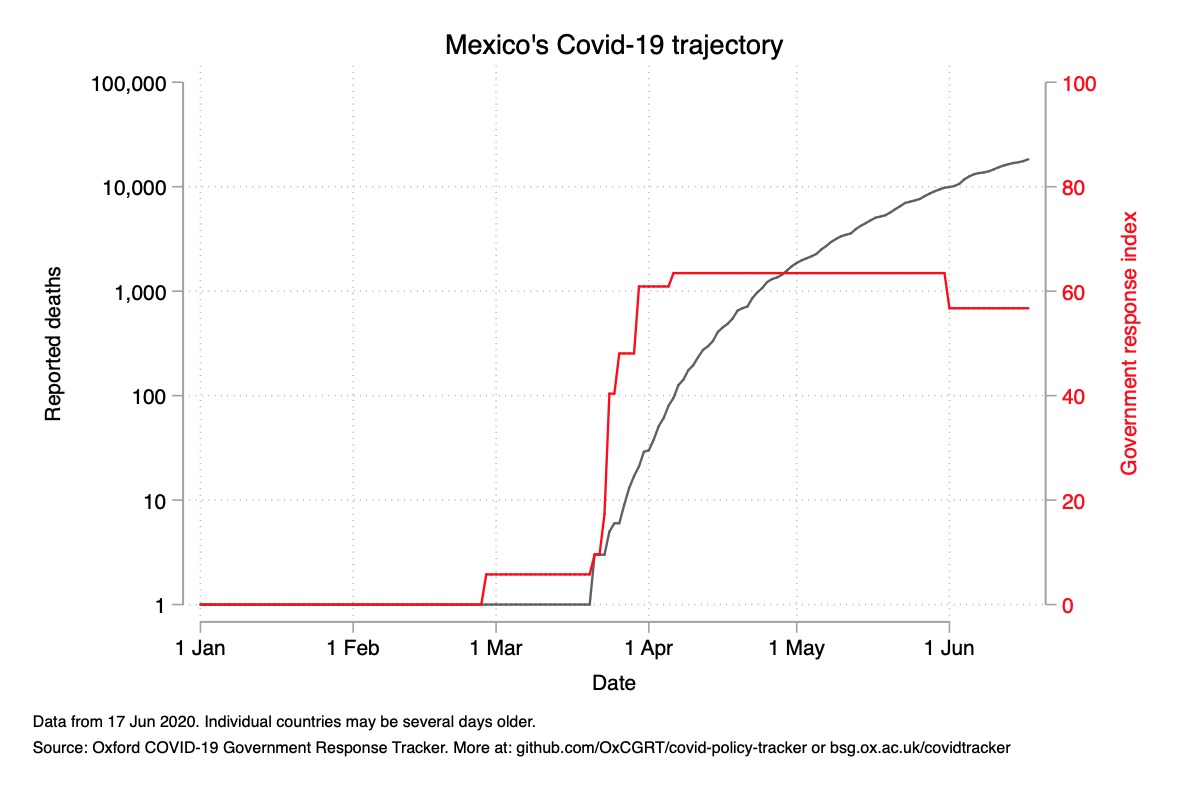 Mexico's Covid-19 trajectory
100,000
10,000
1,000
100
10
1
Reported deaths
100
80
60
40
20
0
Government response index
1 Jan
1 Feb
1 Mar
1 Apr
1 May
1 Jun
Date
Data from 17 Jun 2020. Individual countries may be several days older.
Source: Oxford COVID-19 Government Response Tracker. More at: github.com/OxCGRT/covid-policy-tracker or bsg.ox.ac.uk/covidtracker